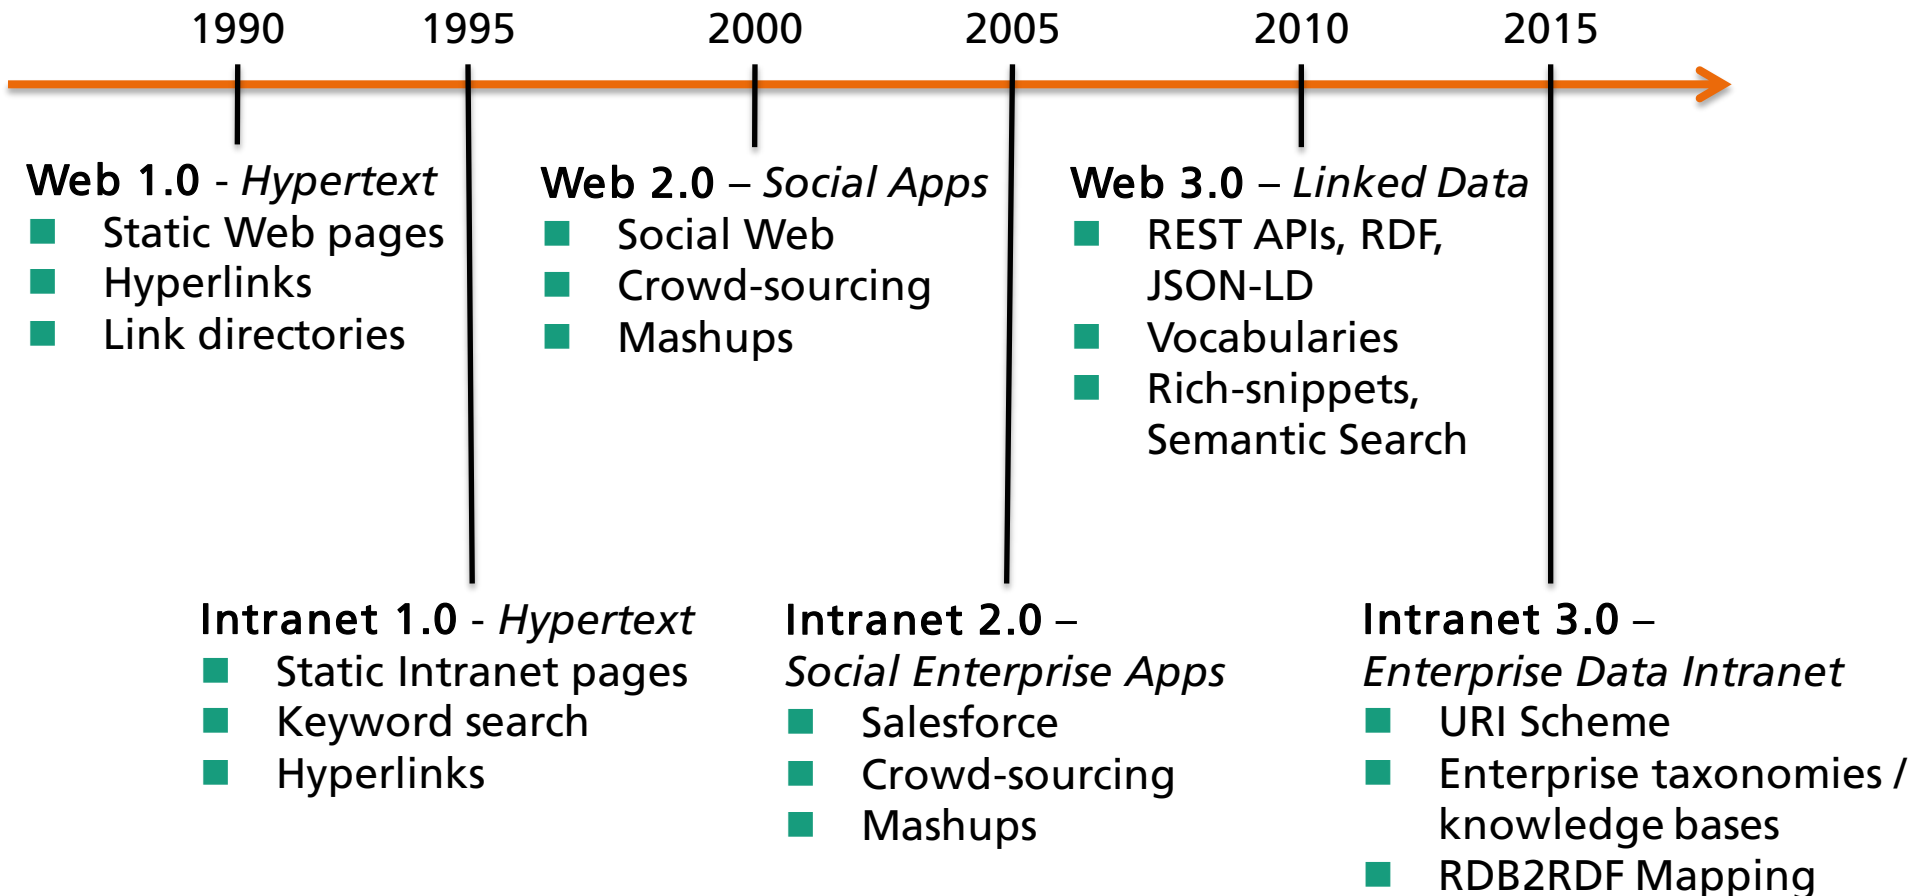 1990 1995 2000 2005 2010 2015
Web 1.0 - Hypertext
Static Web pages
Hyperlinks
Link directories
Web 2.0 – Social Apps
Social Web
Crowd-sourcing
Mashups
Web 3.0 – Linked Data
REST APIs, RDF,
JSON-LD
Vocabularies
Rich-snippets,
Semantic Search
Intranet 1.0 - Hypertext
Static Intranet pages
Keyword search
Hyperlinks
Intranet 2.0 –
Social Enterprise Apps
Salesforce
Crowd-sourcing
Mashups
Intranet 3.0 –
Enterprise Data Intranet
URI Scheme
Enterprise taxonomies /
knowledge bases
RDB2RDF Mapping